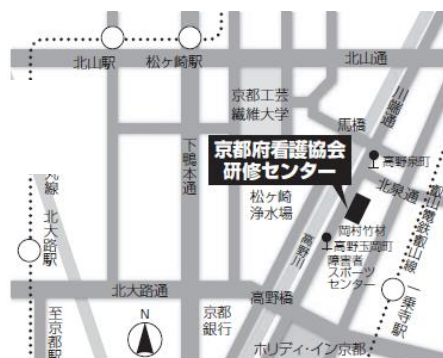 北山駅
松ヶ崎駅
北山通
川端通
京都工芸
繊維大学
馬橋
京都府看護協会
研修センター
高野泉町
北泉通
叡山電鉄叡山線
下鴨本通
松ヶ崎
浄水場
岡村竹材
高野玉岡町
高野川
障害者
スポーツ
センター
一乗寺駅
丸線
北大路駅
北大路通
高野橋
至京都駅
N
京都
銀行
ホリディ・イン京都